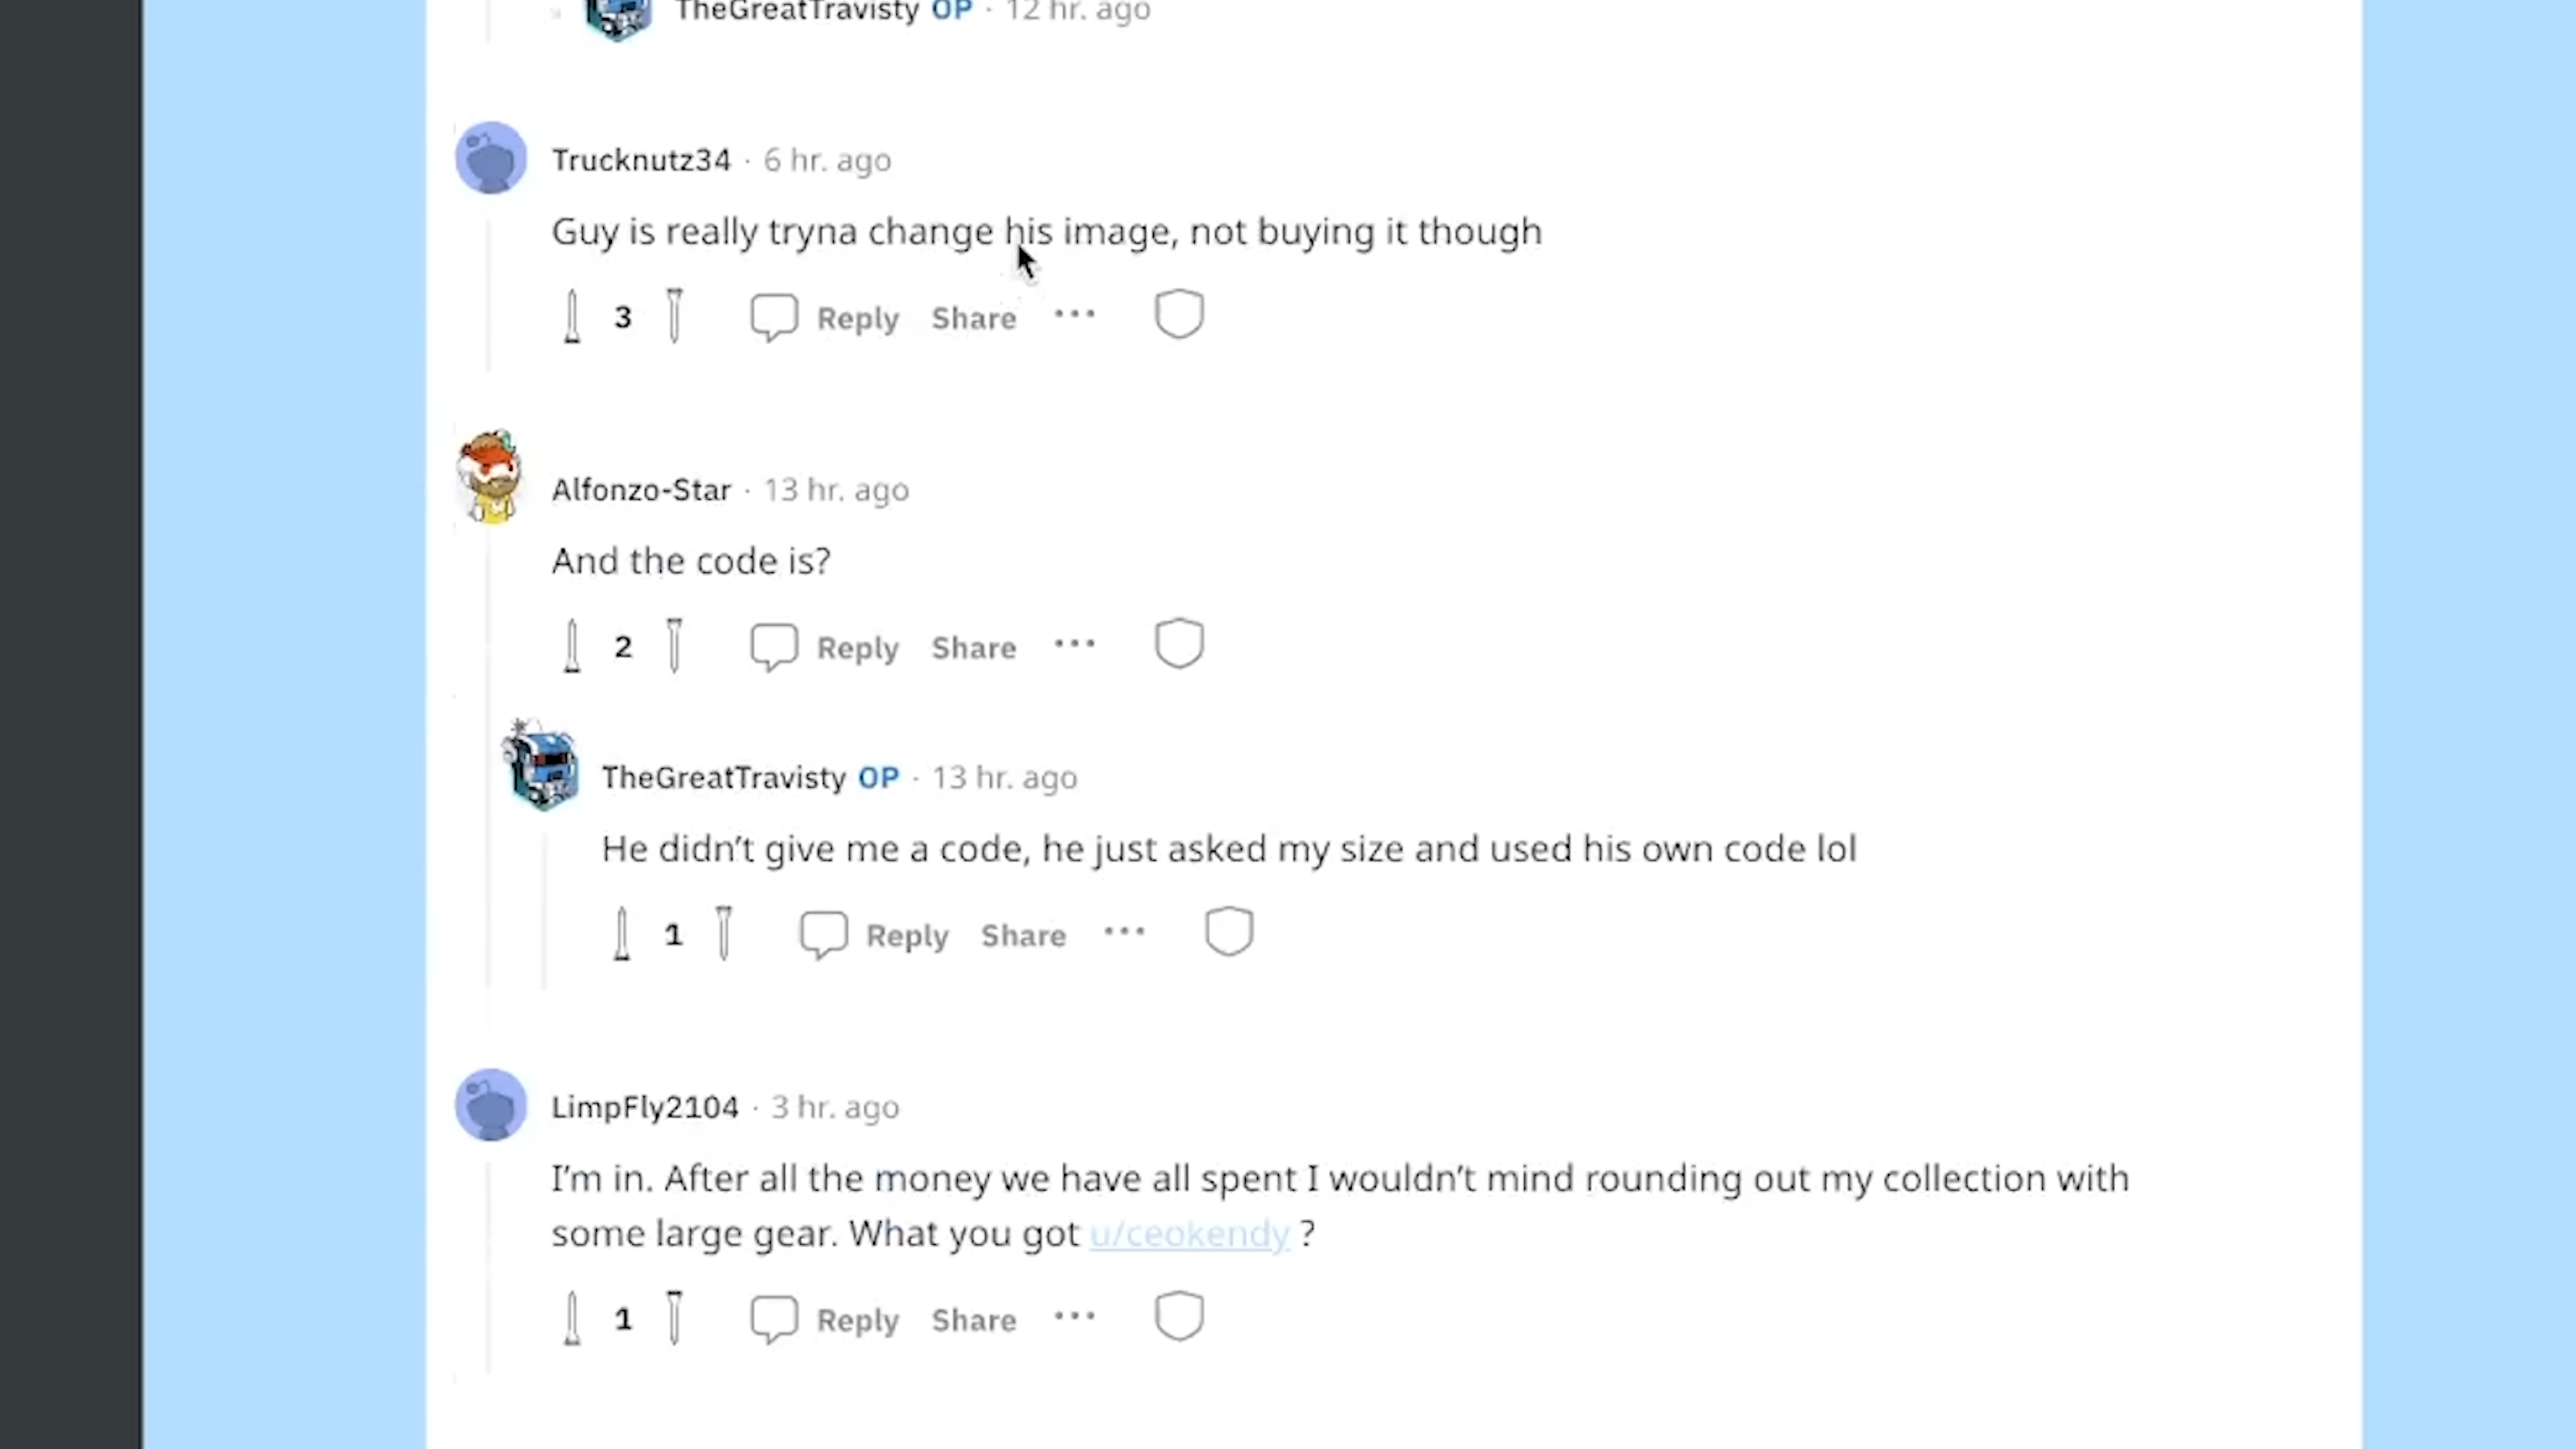 TheGreatTravisty OP · 12 hr. ago
Trucknutz34 · 6 hr. ago
Guy is really tryna change his image, not buying it though
3 Reply Share ···
Alfonzo-Star · 13 hr. ago
And the code is?
2 Reply Share ···
TheGreatTravisty OP · 13 hr. ago
He didn’t give me a code, he just asked my size and used his own code lol
1 Reply Share ···
LimpFly2104 · 3 hr. ago
I’m in. After all the money we have all spent I wouldn’t mind rounding out my collection with
some large gear. What you got u/ceokendy ?
1 Reply Share ···